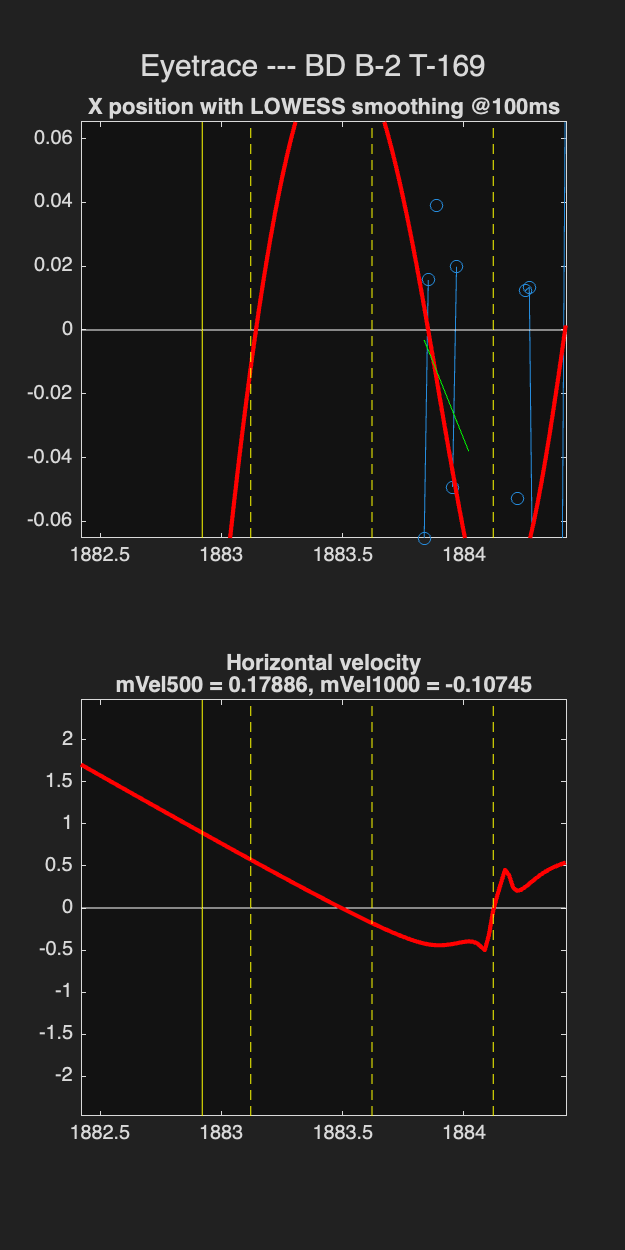 Eyetrace --- BD B-2 T-169
X position with LOWESS smoothing @100ms
0.06
0.04
0.02
0
-0.02
-0.04
-0.06
1882.5 1883 1883.5 1884
Horizontal velocity
mVel500 = 0.17886, mVel1000 = -0.10745
2
1.5
1
0.5
0
-0.5
-1
-1.5
-2
1882.5 1883 1883.5 1884